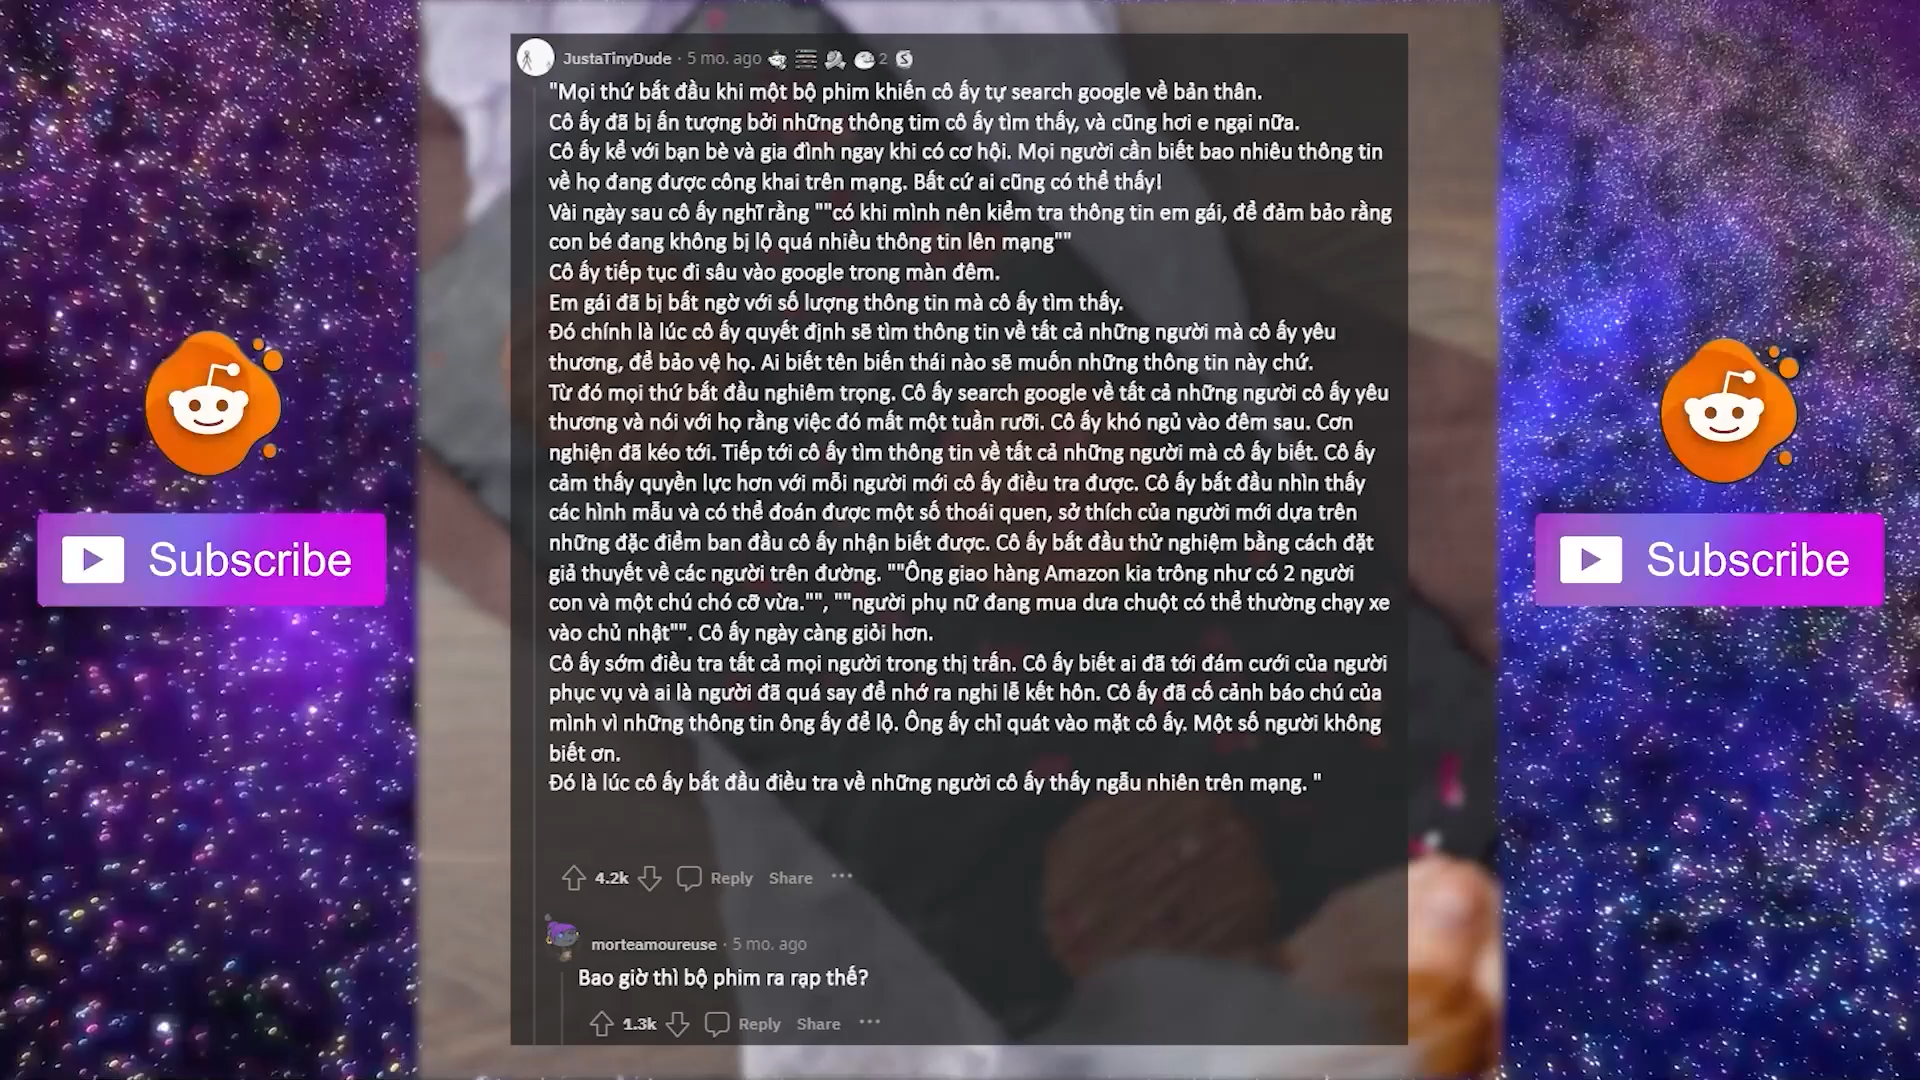 JustaTinyDude · 5 mo. ago 2
"Mọi thứ bắt đầu khi một bộ phim khiến cô ấy tự search google về bản thân.
Cô ấy đã bị ấn tượng bởi những thông tim cô ấy tìm thấy, và cũng hơi e ngại nữa.
Cô ấy kể với bạn bè và gia đình ngay khi có cơ hội. Mọi người cần biết bao nhiêu thông tin
về họ đang được công khai trên mạng. Bất cứ ai cũng có thể thấy!
Vài ngày sau cô ấy nghĩ rằng ""có khi mình nên kiểm tra thông tin em gái, để đảm bảo rằng
con bé đang không bị lộ quá nhiều thông tin lên mạng""
Cô ấy tiếp tục đi sâu vào google trong màn đêm.
Em gái đã bị bất ngờ với số lượng thông tin mà cô ấy tìm thấy.
Đó chính là lúc cô ấy quyết định sẽ tìm thông tin về tất cả những người mà cô ấy yêu
thương, để bảo vệ họ. Ai biết tên biến thái nào sẽ muốn những thông tin này chứ.
Từ đó mọi thứ bắt đầu nghiêm trọng. Cô ấy search google về tất cả những người cô ấy yêu
thương và nói với họ rằng việc đó mất một tuần rưỡi. Cô ấy khó ngủ vào đêm sau. Cơn
nghiện đã kéo tới. Tiếp tới cô ấy tìm thông tin về tất cả những người mà cô ấy biết. Cô ấy
cảm thấy quyền lực hơn với mỗi người mới cô ấy điều tra được. Cô ấy bắt đầu nhìn thấy
các hình mẫu và có thể đoán được một số thoái quen, sở thích của người mới dựa trên
những đặc điểm ban đầu cô ấy nhận biết được. Cô ấy bắt đầu thử nghiệm bằng cách đặt
giả thuyết về các người trên đường. ""Ông giao hàng Amazon kia trông như có 2 người
con và một chú chó cỡ vừa."", ""người phụ nữ đang mua dưa chuột có thể thường chạy xe
vào chủ nhật"". Cô ấy ngày càng giỏi hơn.
Cô ấy sớm điều tra tất cả mọi người trong thị trấn. Cô ấy biết ai đã tới đám cưới của người
phục vụ và ai là người đã quá say để nhớ ra nghi lễ kết hôn. Cô ấy đã cố cảnh báo chú của
mình vì những thông tin ông ấy để lộ. Ông ấy chỉ quát vào mặt cô ấy. Một số người không
biết ơn.
Đó là lúc cô ấy bắt đầu điều tra về những người cô ấy thấy ngẫu nhiên trên mạng. "
4.2k Reply Share ...
morteamoureuse · 5 mo. ago
Bao giờ thì bộ phim ra rạp thế?
1.3k Reply Share ...
Subscribe
Subscribe